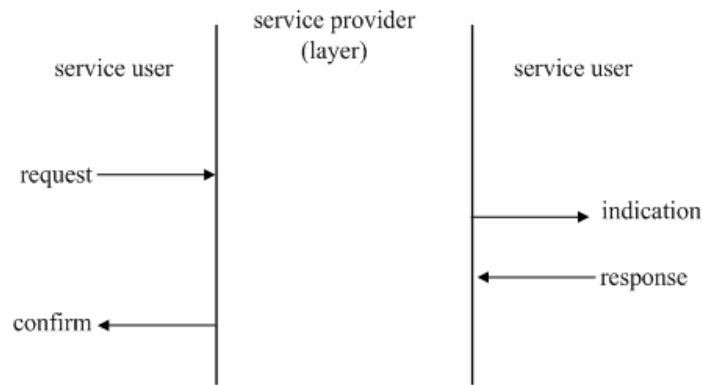 service provider
(layer)
service user
service user
request
indication
response
confirm